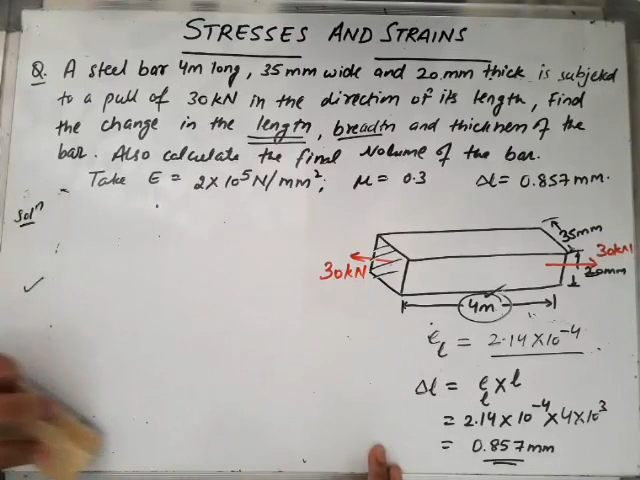 STRESSES AND STRAINS
Q. A steel bar 4m long, 35mm wide and 20mm thick is subjected
to a pull of 30kN in the direction of its length, Find
the change in the length, breadth and thickness of the
bar. Also calculate the final Volume of the bar.
Take E = 2×10⁵N/mm²; μ = 0.3 Δl = 0.857mm.
Solⁿ
35mm
30kN
30kN
20mm
4m
e_l = 2.14×10⁻⁴
Δl = e_l × l
= 2.14×10⁻⁴×4×10³
= 0.857mm